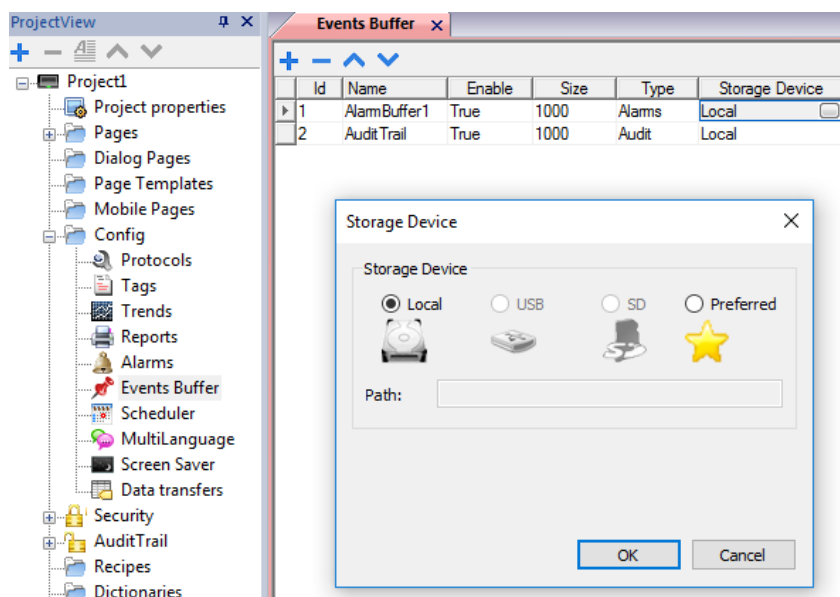 ProjectView
Project1
Project properties
Pages
Dialog Pages
Page Templates
Mobile Pages
Config
Protocols
Tags
Trends
Reports
Alarms
Events Buffer
Scheduler
MultiLanguage
Screen Saver
Data transfers
Security
AuditTrail
Recipes
Dictionaries
Events Buffer
Id Name Enable Size Type Storage Device
1 AlarmBuffer1 True 1000 Alarms Local
2 AuditTrail True 1000 Audit Local
Storage Device
Storage Device
Local USB SD Preferred
Path:
OK Cancel